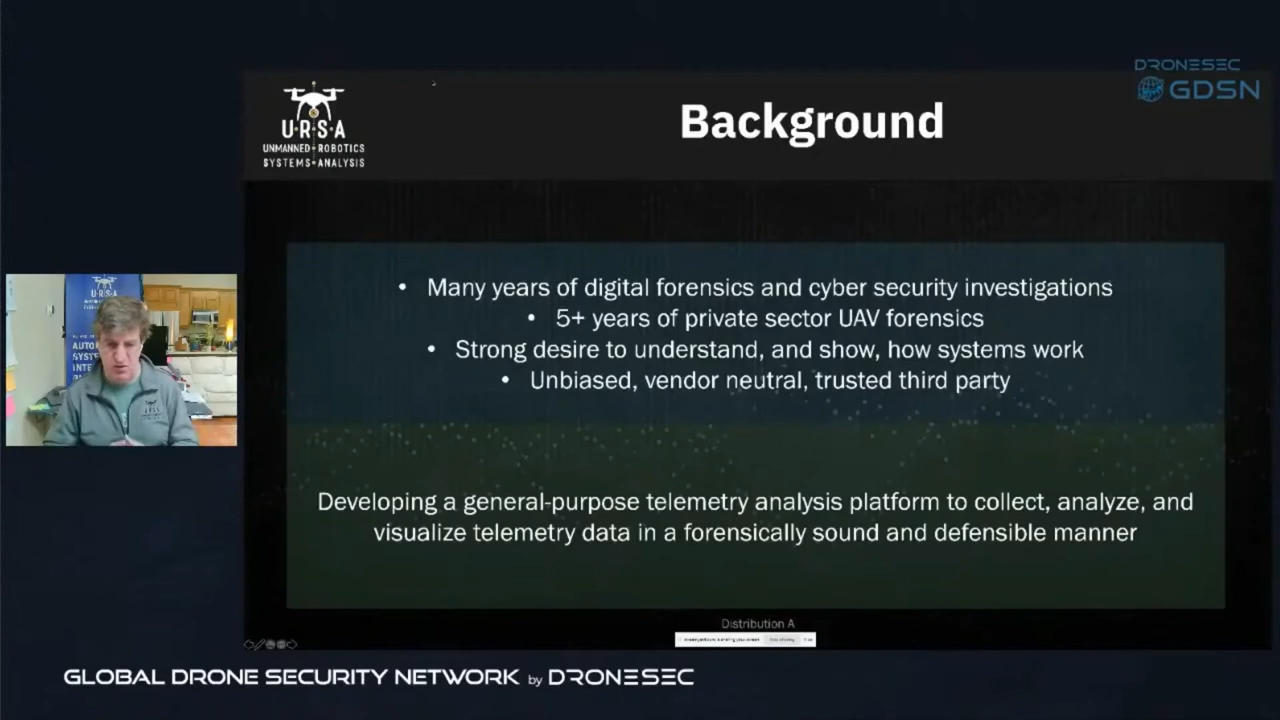 DRONESEC
GDSN
U·R·S·A
UNMANNED·ROBOTICS
SYSTEMS·ANALYSIS
Background
U·R·S·A
AUTO
SYSTE
INTE
URSA
• Many years of digital forensics and cyber security investigations
• 5+ years of private sector UAV forensics
• Strong desire to understand, and show, how systems work
• Unbiased, vendor neutral, trusted third party
Developing a general-purpose telemetry analysis platform to collect, analyze, and
visualize telemetry data in a forensically sound and defensible manner
Distribution A
GLOBAL DRONE SECURITY NETWORK by DRONESEC